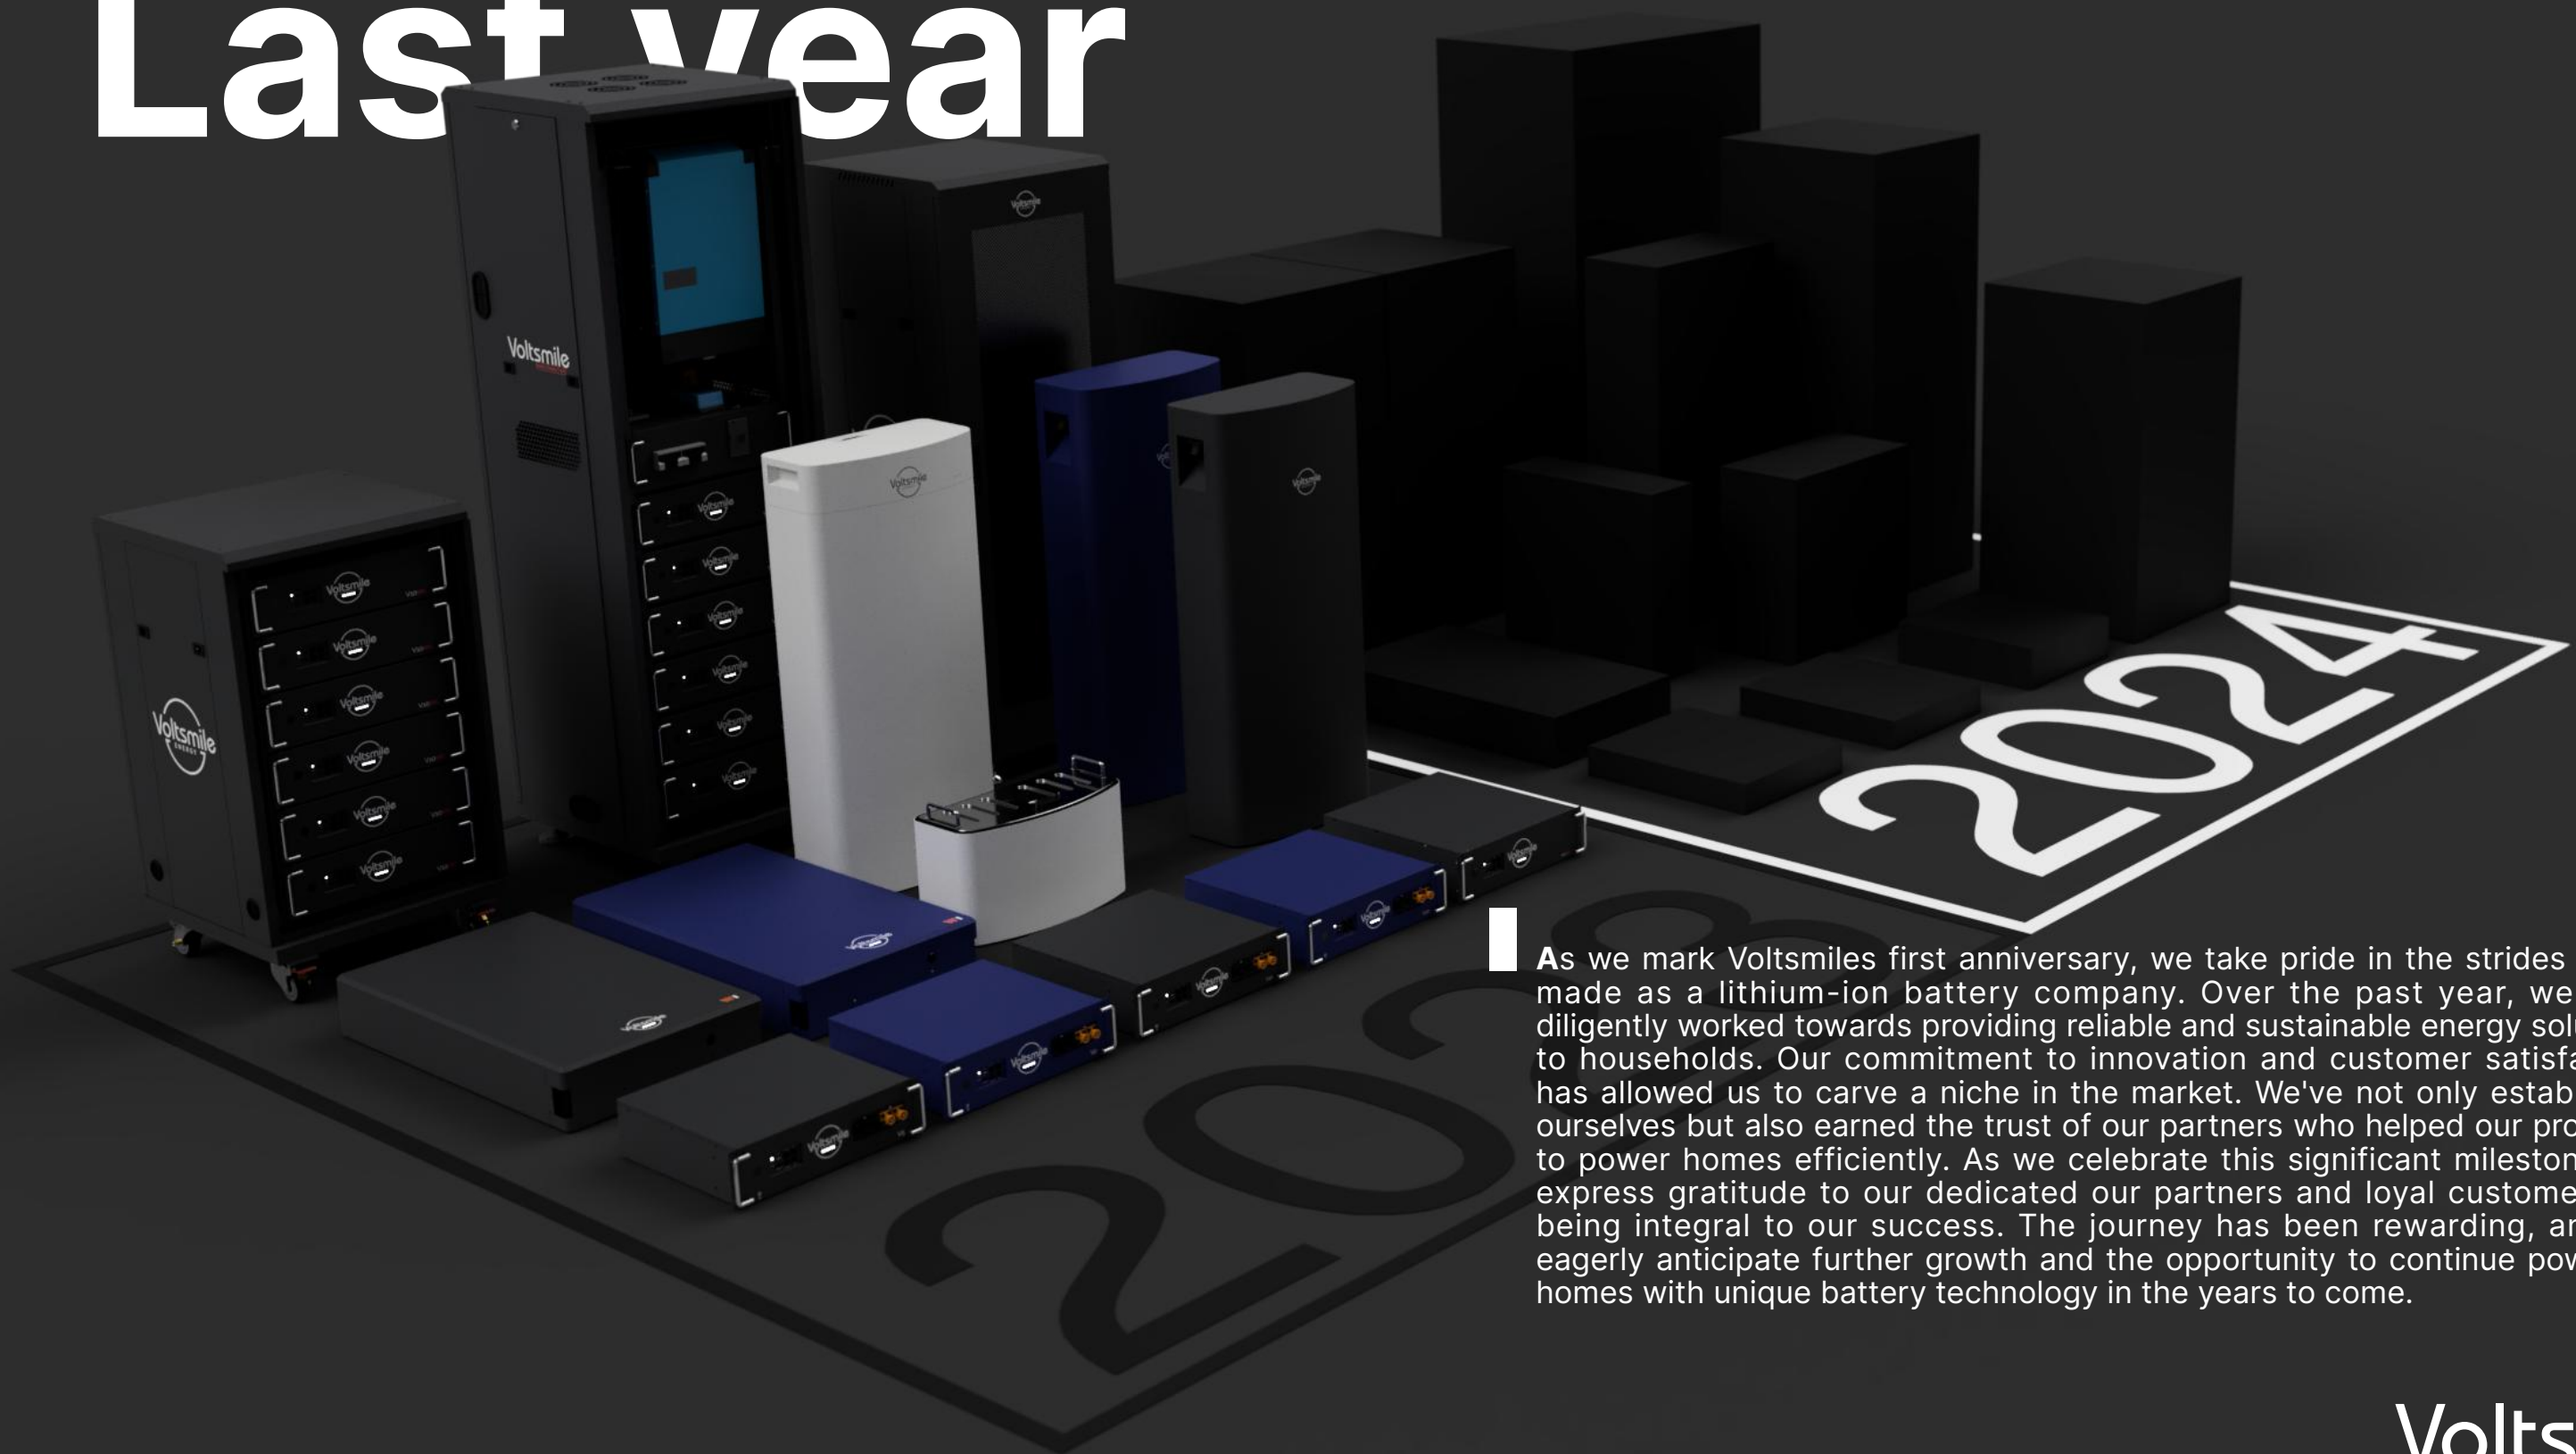 Last year
Voltsmile
Voltsmile
ENERGY
2024
2023
As we mark Voltsmiles first anniversary, we take pride in the strides
made as a lithium-ion battery company. Over the past year, we
diligently worked towards providing reliable and sustainable energy
to households. Our commitment to innovation and customer
has allowed us to carve a niche in the market. We've not only
ourselves but also earned the trust of our partners who helped our
to power homes efficiently. As we celebrate this significant
express gratitude to our dedicated our partners and loyal
being integral to our success. The journey has been rewarding,
eagerly anticipate further growth and the opportunity to continue
homes with unique battery technology in the years to come.
Volts